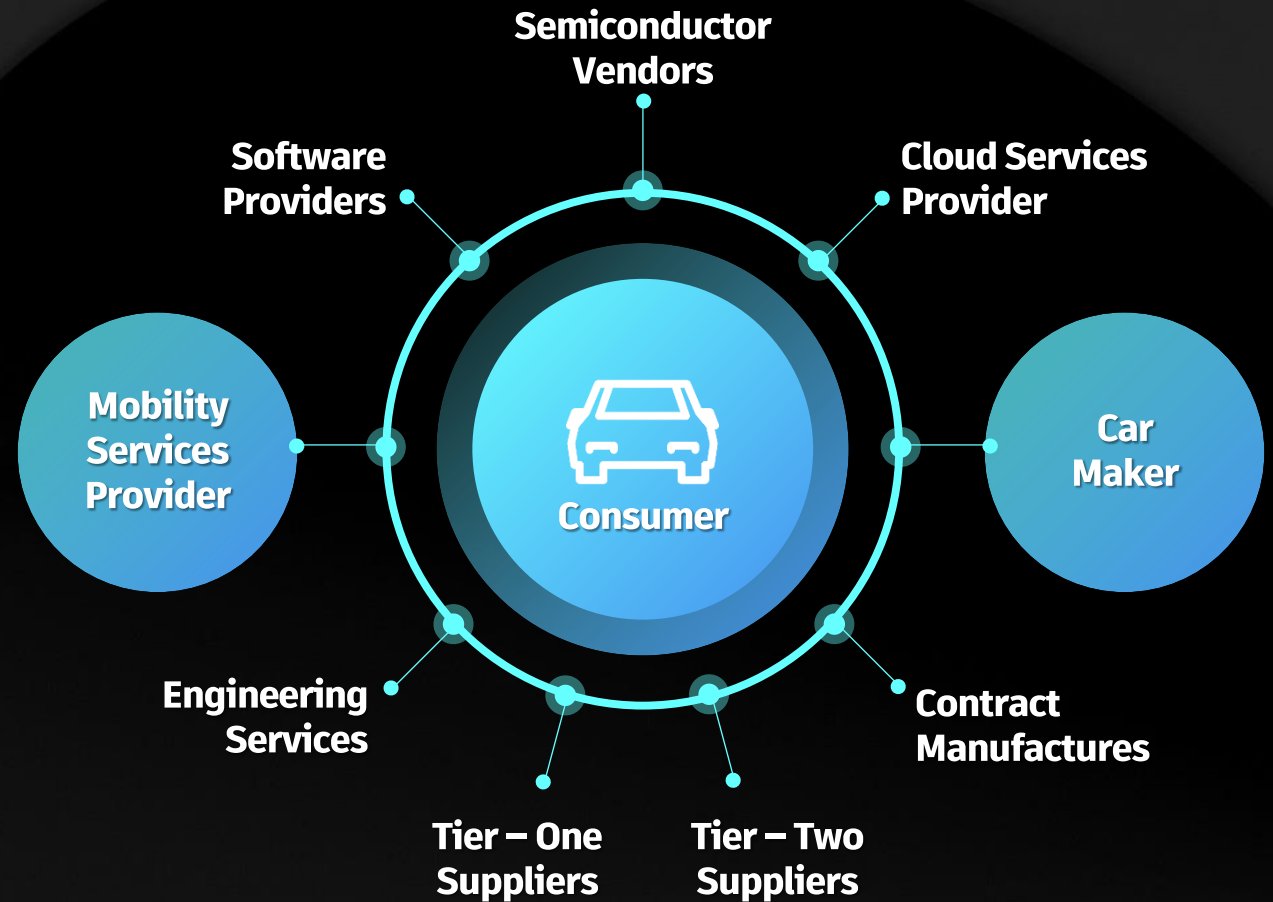 Semiconductor
Vendors
Software
Providers
Cloud Services
Provider
Mobility
Services
Provider
Consumer
Car
Maker
Engineering
Services
Contract
Manufactures
Tier – One
Suppliers
Tier – Two
Suppliers